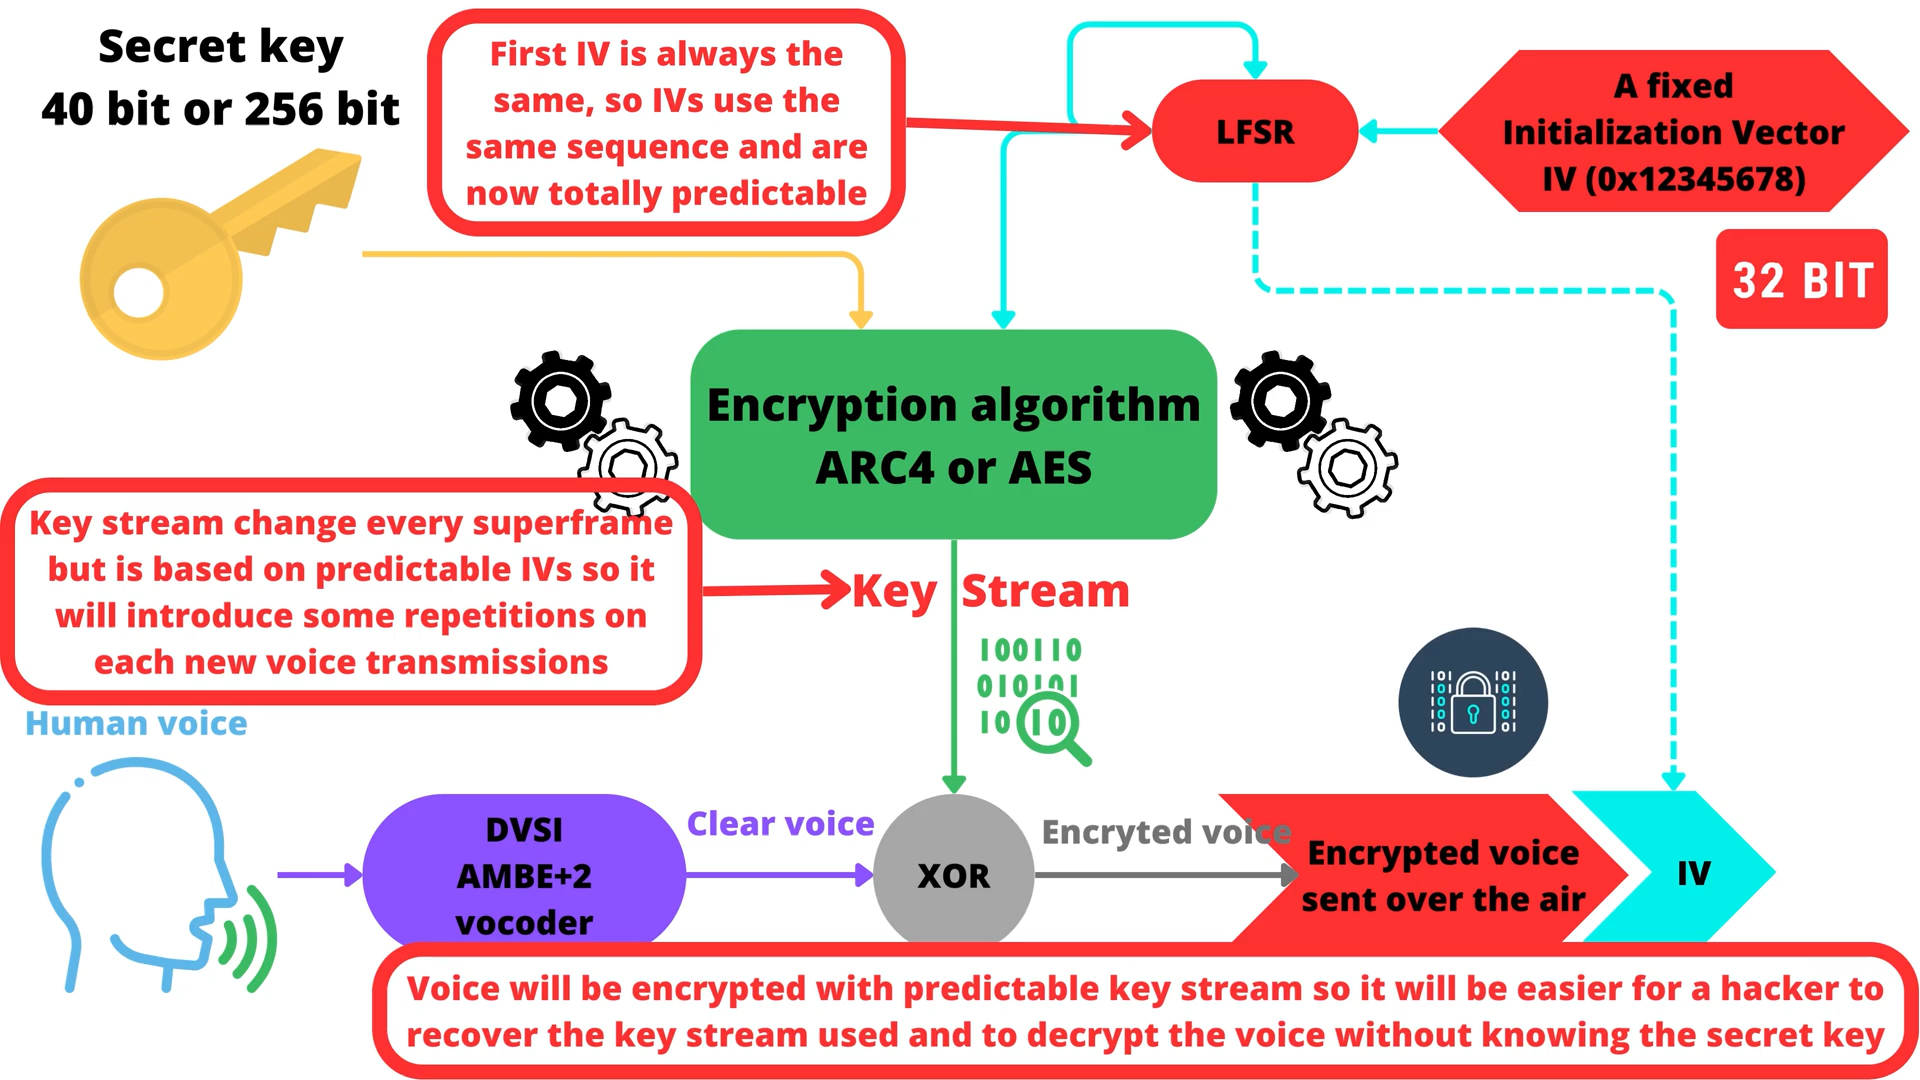 Secret key
40 bit or 256 bit
First IV is always the
same, so IVs use the
same sequence and are
now totally predictable
LFSR
A fixed
Initialization Vector
IV (0x12345678)
32 BIT
Encryption algorithm
ARC4 or AES
Key stream change every superframe
but is based on predictable IVs so it
will introduce some repetitions on
each new voice transmissions
Key Stream
100110
010101
10 10
Human voice
DVSI
AMBE+2
vocoder
Clear voice
XOR
Encryted voice
Encrypted voice
sent over the air
IV
Voice will be encrypted with predictable key stream so it will be easier for a hacker to
recover the key stream used and to decrypt the voice without knowing the secret key